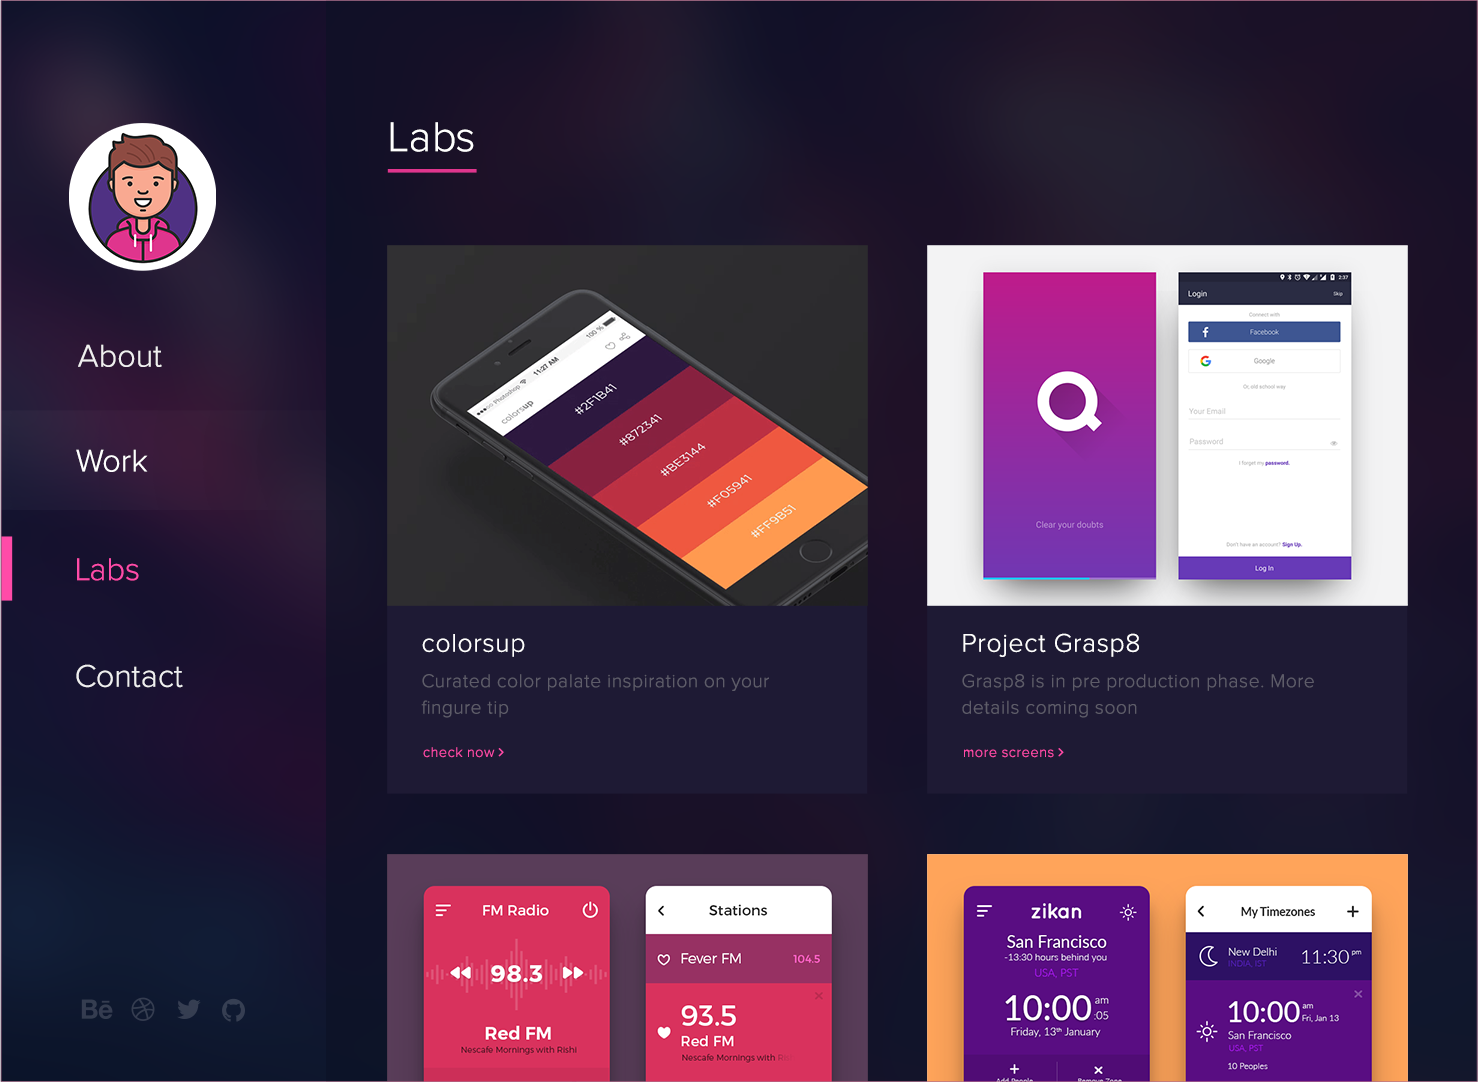 About
Work
Labs
Contact
Bē
Labs
Photoshop
11:27 AM
100 %
colorsup
#2F1B41
#872341
#BE3144
#F05941
#FF9B51
colorsup
Curated color palate inspiration on your
fingure tip
check now
Clear your doubts
2:37
Login
Skip
Connect with
Facebook
Google
Or, old school way
Your Email
Password
I forget my password.
Don't have an account? Sign Up.
Log In
Project Grasp8
Grasp8 is in pre production phase. More
details coming soon
more screens
FM Radio
98.3
Red FM
Nescafe Mornings with Rishi
Stations
Fever FM 104.5
93.5
Red FM
Nescafe Mornings with Ris
zikan
San Francisco
-13:30 hours behind you
USA, PST
10:00 am :05
Friday, 13th January
Add People
Remove Zone
My Timezones
New Delhi 11:30 pm
INDIA, IST
10:00 am
Fri, Jan 13
San Francisco
USA, PST
10 Peoples